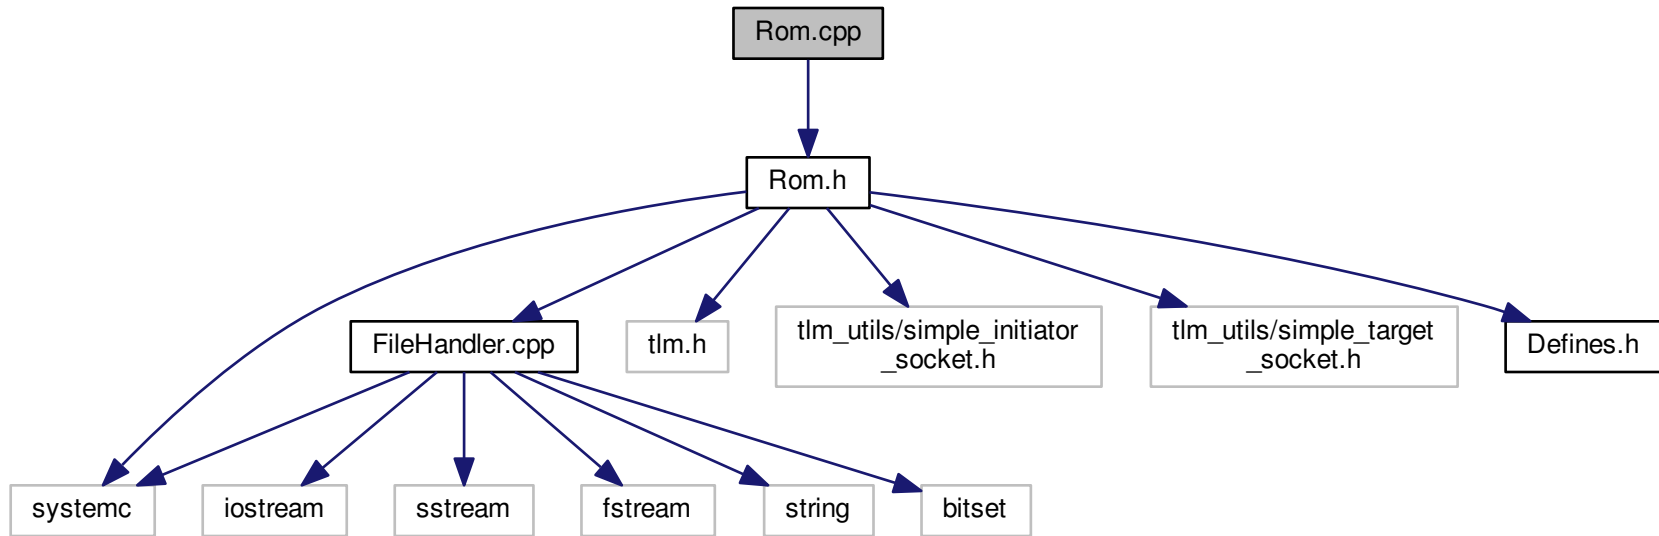 Rom.cpp
Rom.h
FileHandler.cpp
tlm.h
tlm_utils/simple_initiator
_socket.h
tlm_utils/simple_target
_socket.h
Defines.h
systemc
iostream
sstream
fstream
string
bitset